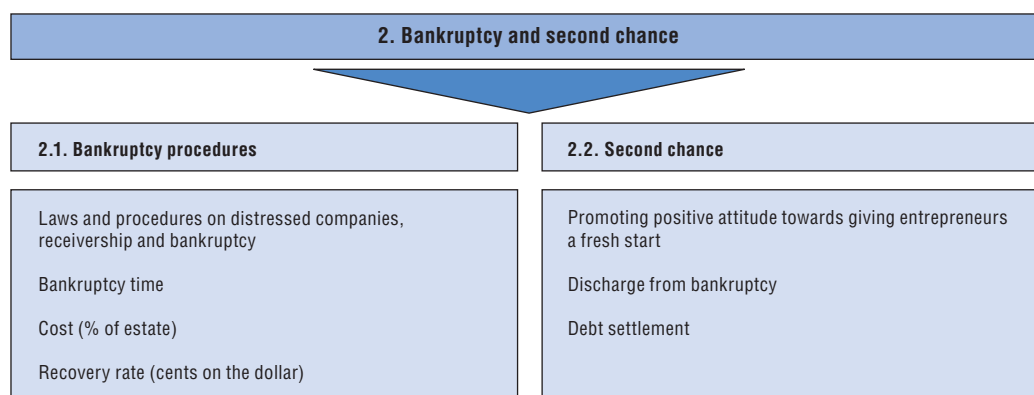 2. Bankruptcy and second chance
2.1. Bankruptcy procedures
Laws and procedures on distressed companies,
receivership and bankruptcy
Bankruptcy time
Cost (% of estate)
Recovery rate (cents on the dollar)
2.2. Second chance
Promoting positive attitude towards giving entrepreneurs
a fresh start
Discharge from bankruptcy
Debt settlement